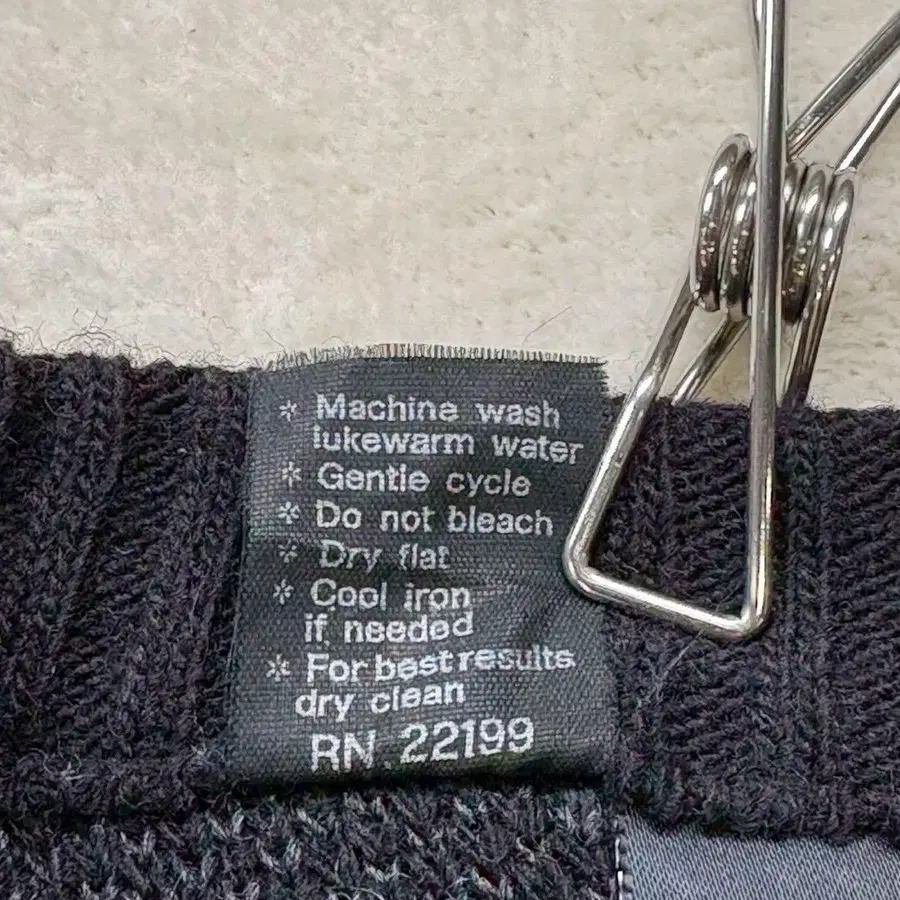 * Machine wash
lukewarm water
* Gentle cycle
* Do not bleach
* Dry flat
* Cool iron
if needed
* For best results
dry clean
RN 22199